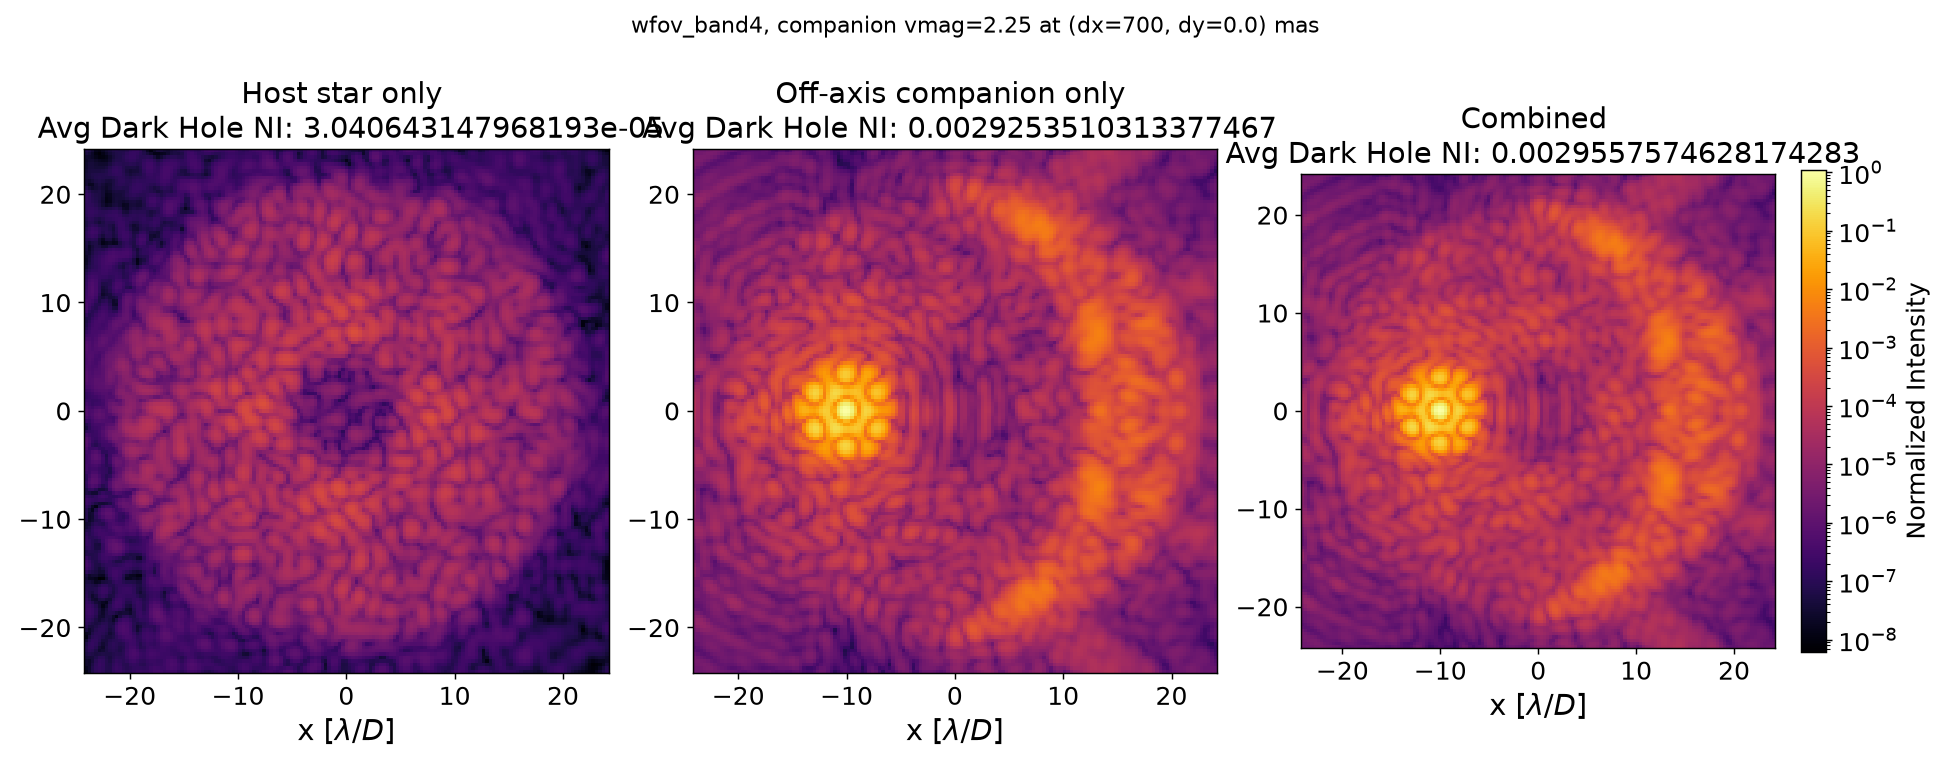 wfov_band4, companion vmag=2.25 at (dx=700, dy=0.0) mas
Host star only
Avg Dark Hole NI: 3.040643147968193e-05
Off-axis companion only
Avg Dark Hole NI: 0.0029253510313377467
Combined
Avg Dark Hole NI: 0.0029557574628174283
20
10
0
−10
−20
−20 −10 0 10 20
x [λ/D]
20
10
0
−10
−20
−20 −10 0 10 20
x [λ/D]
20
10
0
−10
−20
−20 −10 0 10 20
x [λ/D]
10⁰
10⁻¹
10⁻²
10⁻³
10⁻⁴
10⁻⁵
10⁻⁶
10⁻⁷
10⁻⁸
Normalized Intensity